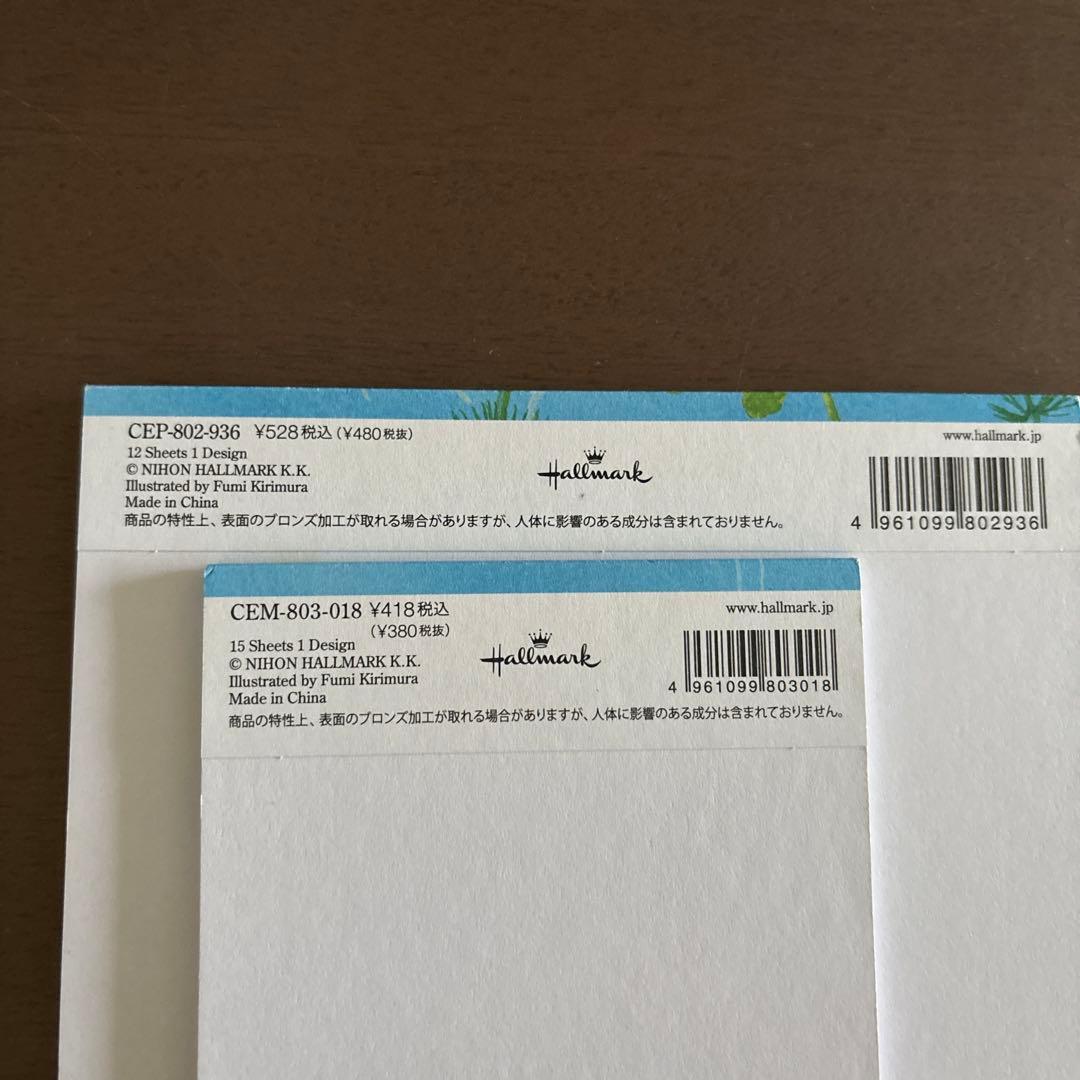 CEP-802-936 ¥528税込(¥480税抜)
12 Sheets 1 Design
© NIHON HALLMARK K.K.
Illustrated by Fumi Kirimura
Made in China
商品の特性上、表面のブロンズ加工が取れる場合がありますが、人体に影響のある成分は含まれておりません。
Hallmark
www.hallmark.jp
4 961099 802936
CEM-803-018 ¥418税込
(¥380税抜)
15 Sheets 1 Design
© NIHON HALLMARK K.K.
Illustrated by Fumi Kirimura
Made in China
商品の特性上、表面のブロンズ加工が取れる場合がありますが、人体に影響のある成分は含まれておりません。
Hallmark
www.hallmark.jp
4 961099 803018